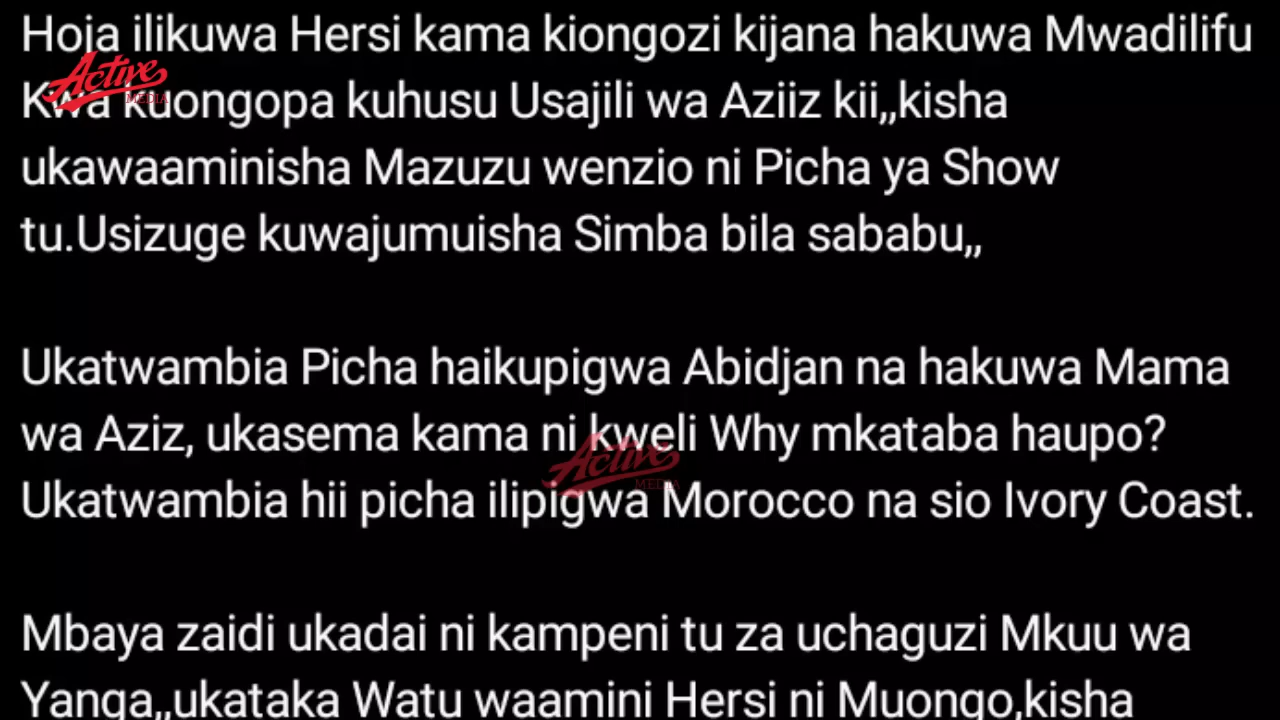 Hoja ilikuwa Hersi kama kiongozi kijana hakuwa Mwadilifu
Active
MEDIA
Kwa kuongopa kuhusu Usajili wa Aziiz kii,,kisha
ukawaaminisha Mazuzu wenzio ni Picha ya Show
tu.Usizuge kuwajumuisha Simba bila sababu,,
Ukatwambia Picha haikupigwa Abidjan na hakuwa Mama
wa Aziz, ukasema kama ni kweli Why mkataba haupo?
Active
MEDIA
Ukatwambia hii picha ilipigwa Morocco na sio Ivory Coast.
Mbaya zaidi ukadai ni kampeni tu za uchaguzi Mkuu wa
Yanga,,ukataka Watu waamini Hersi ni Muongo,kisha